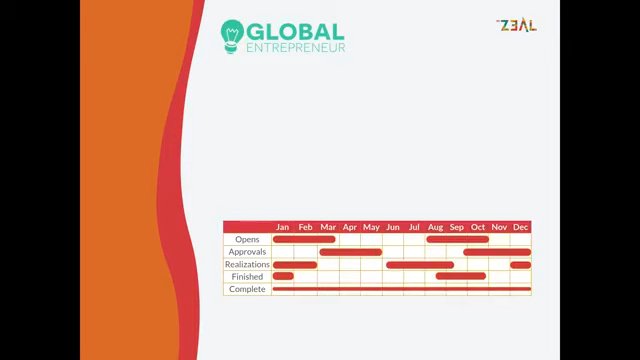 GLOBAL
ENTREPRENEUR
ZEAL
Jan Feb Mar Apr May Jun Jul Aug Sep Oct Nov Dec
Opens
Approvals
Realizations
Finished
Complete